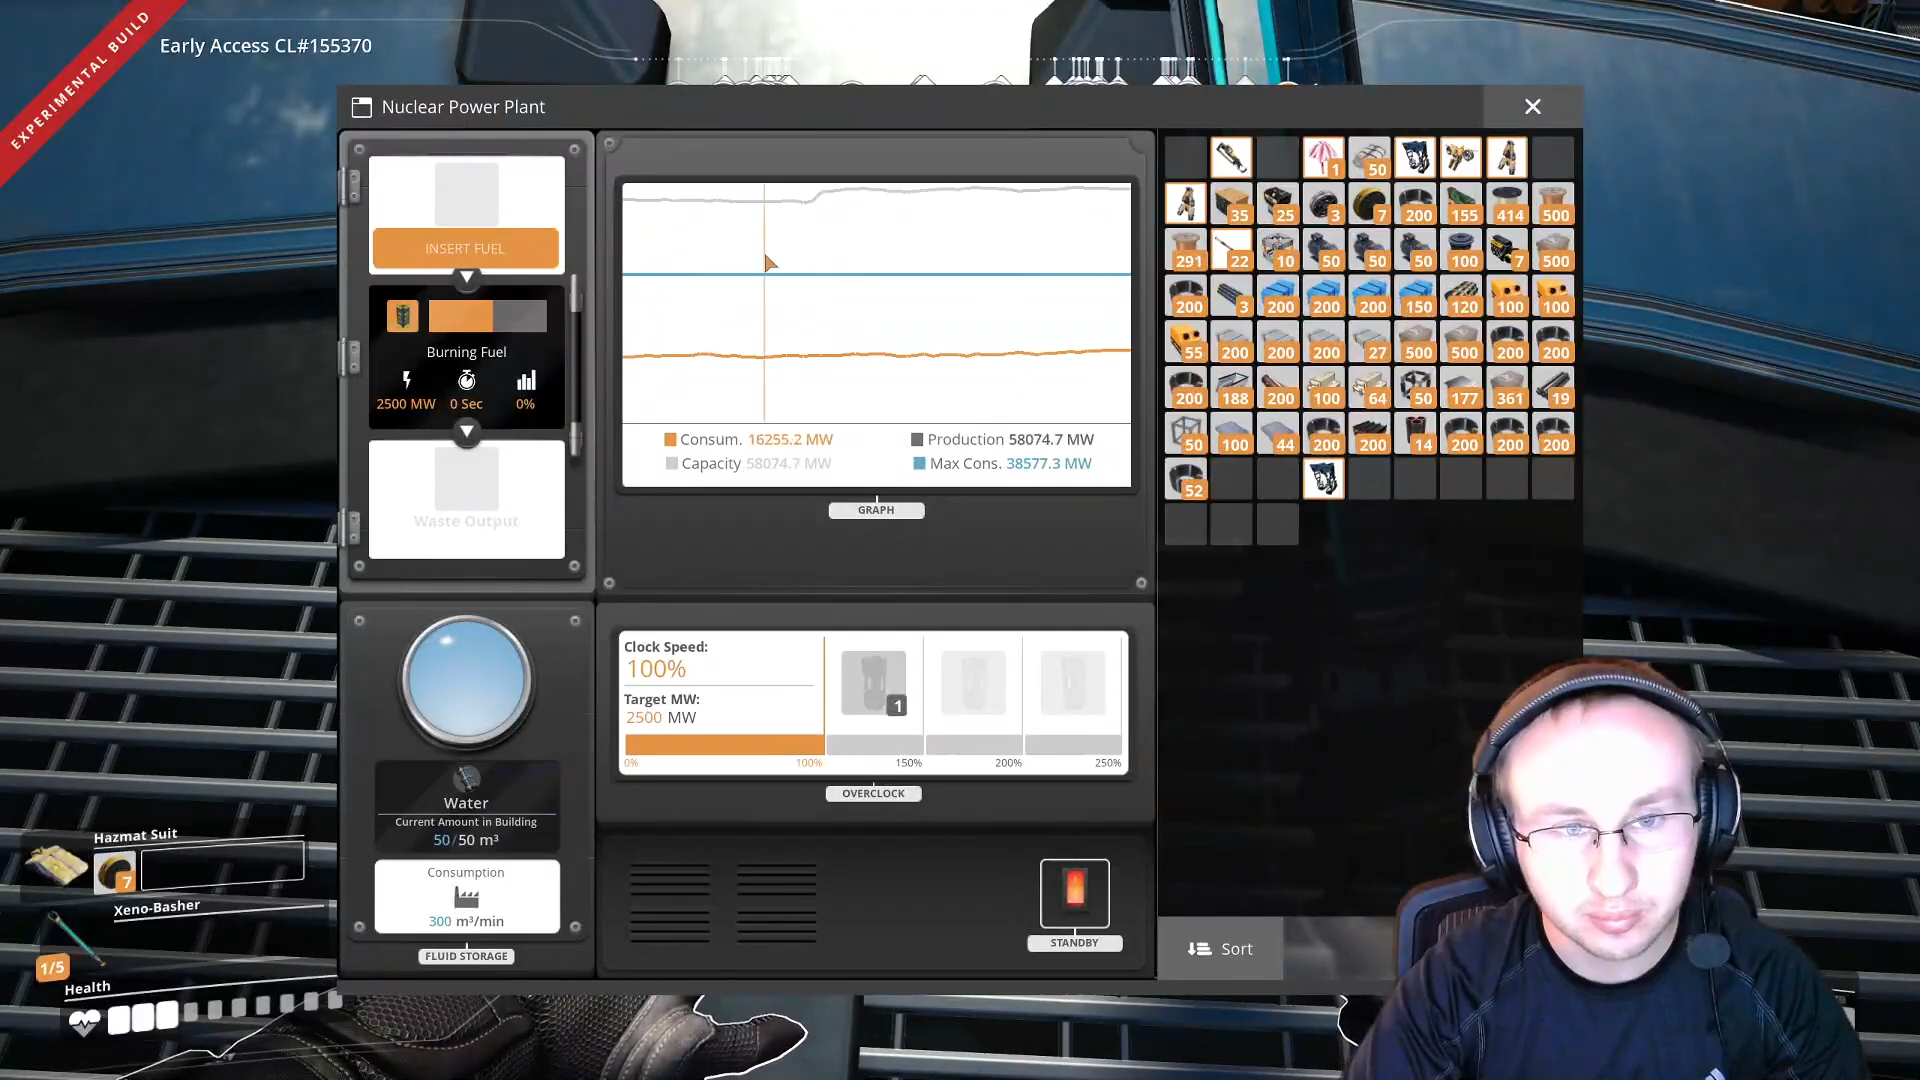 EXPERIMENTAL BUILD
Early Access CL#155370
Nuclear Power Plant
INSERT FUEL
Burning Fuel
2500 MW 0 Sec 0%
Waste Output
Consum. 16255.2 MW Production 58074.7 MW
Capacity 58074.7 MW Max Cons. 38577.3 MW
GRAPH
Clock Speed:
100%
Target MW:
2500 MW
1
0% 100% 150% 200% 250%
OVERCLOCK
Water
Current Amount in Building
50/50 m³
Consumption
300 m³/min
FLUID STORAGE
STANDBY
1 50
35 25 3 7 200 155 414 500
291 22 10 50 50 50 100 7 500
200 3 200 200 200 150 120 100 100
55 200 200 200 27 500 500 200 200
200 188 200 100 64 50 177 361 19
50 100 44 200 200 14 200 200 200
52
Sort
Hazmat Suit
7
Xeno-Basher
1/5
Health